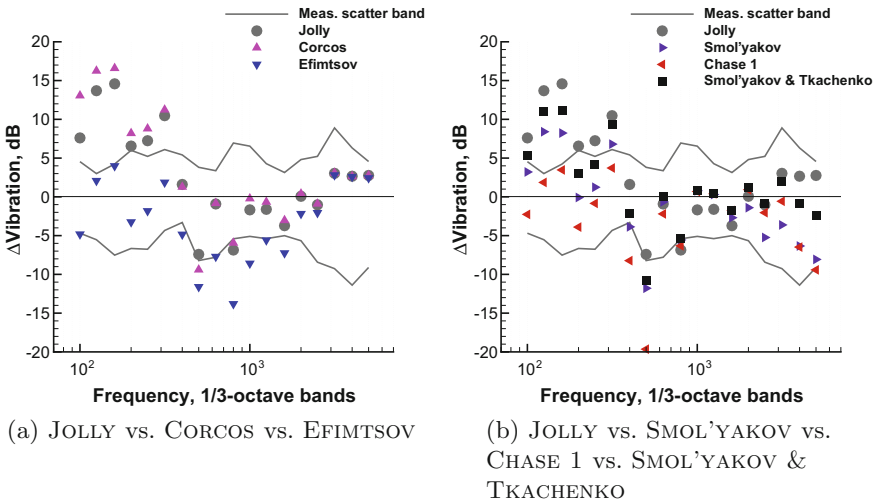 Meas. scatter band
Jolly
Corcos
Efimtsov
20
15
10
5
0
-5
-10
-15
-20
ΔVibration, dB
10²
10³
Frequency, 1/3-octave bands
(a) JOLLY vs. CORCOS vs. EFIMTSOV
Meas. scatter band
Jolly
Smol'yakov
Chase 1
Smol'yakov & Tkachenko
20
15
10
5
0
-5
-10
-15
-20
ΔVibration, dB
10²
10³
Frequency, 1/3-octave bands
(b) JOLLY vs. SMOL'YAKOV vs.
CHASE 1 vs. SMOL'YAKOV &
TKACHENKO